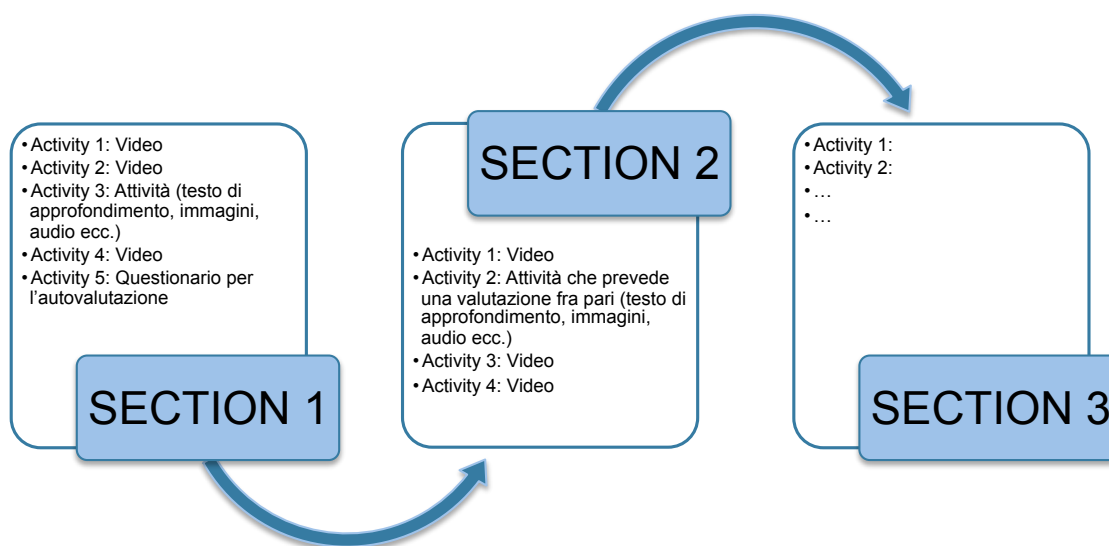 •Activity 1: Video
•Activity 2: Video
•Activity 3: Attività (testo di
approfondimento, immagini,
audio ecc.)
•Activity 4: Video
•Activity 5: Questionario per
l’autovalutazione
SECTION 1
SECTION 2
•Activity 1: Video
•Activity 2: Attività che prevede
una valutazione fra pari (testo di
approfondimento, immagini,
audio ecc.)
•Activity 3: Video
•Activity 4: Video
•Activity 1:
•Activity 2:
•…
•…
SECTION 3